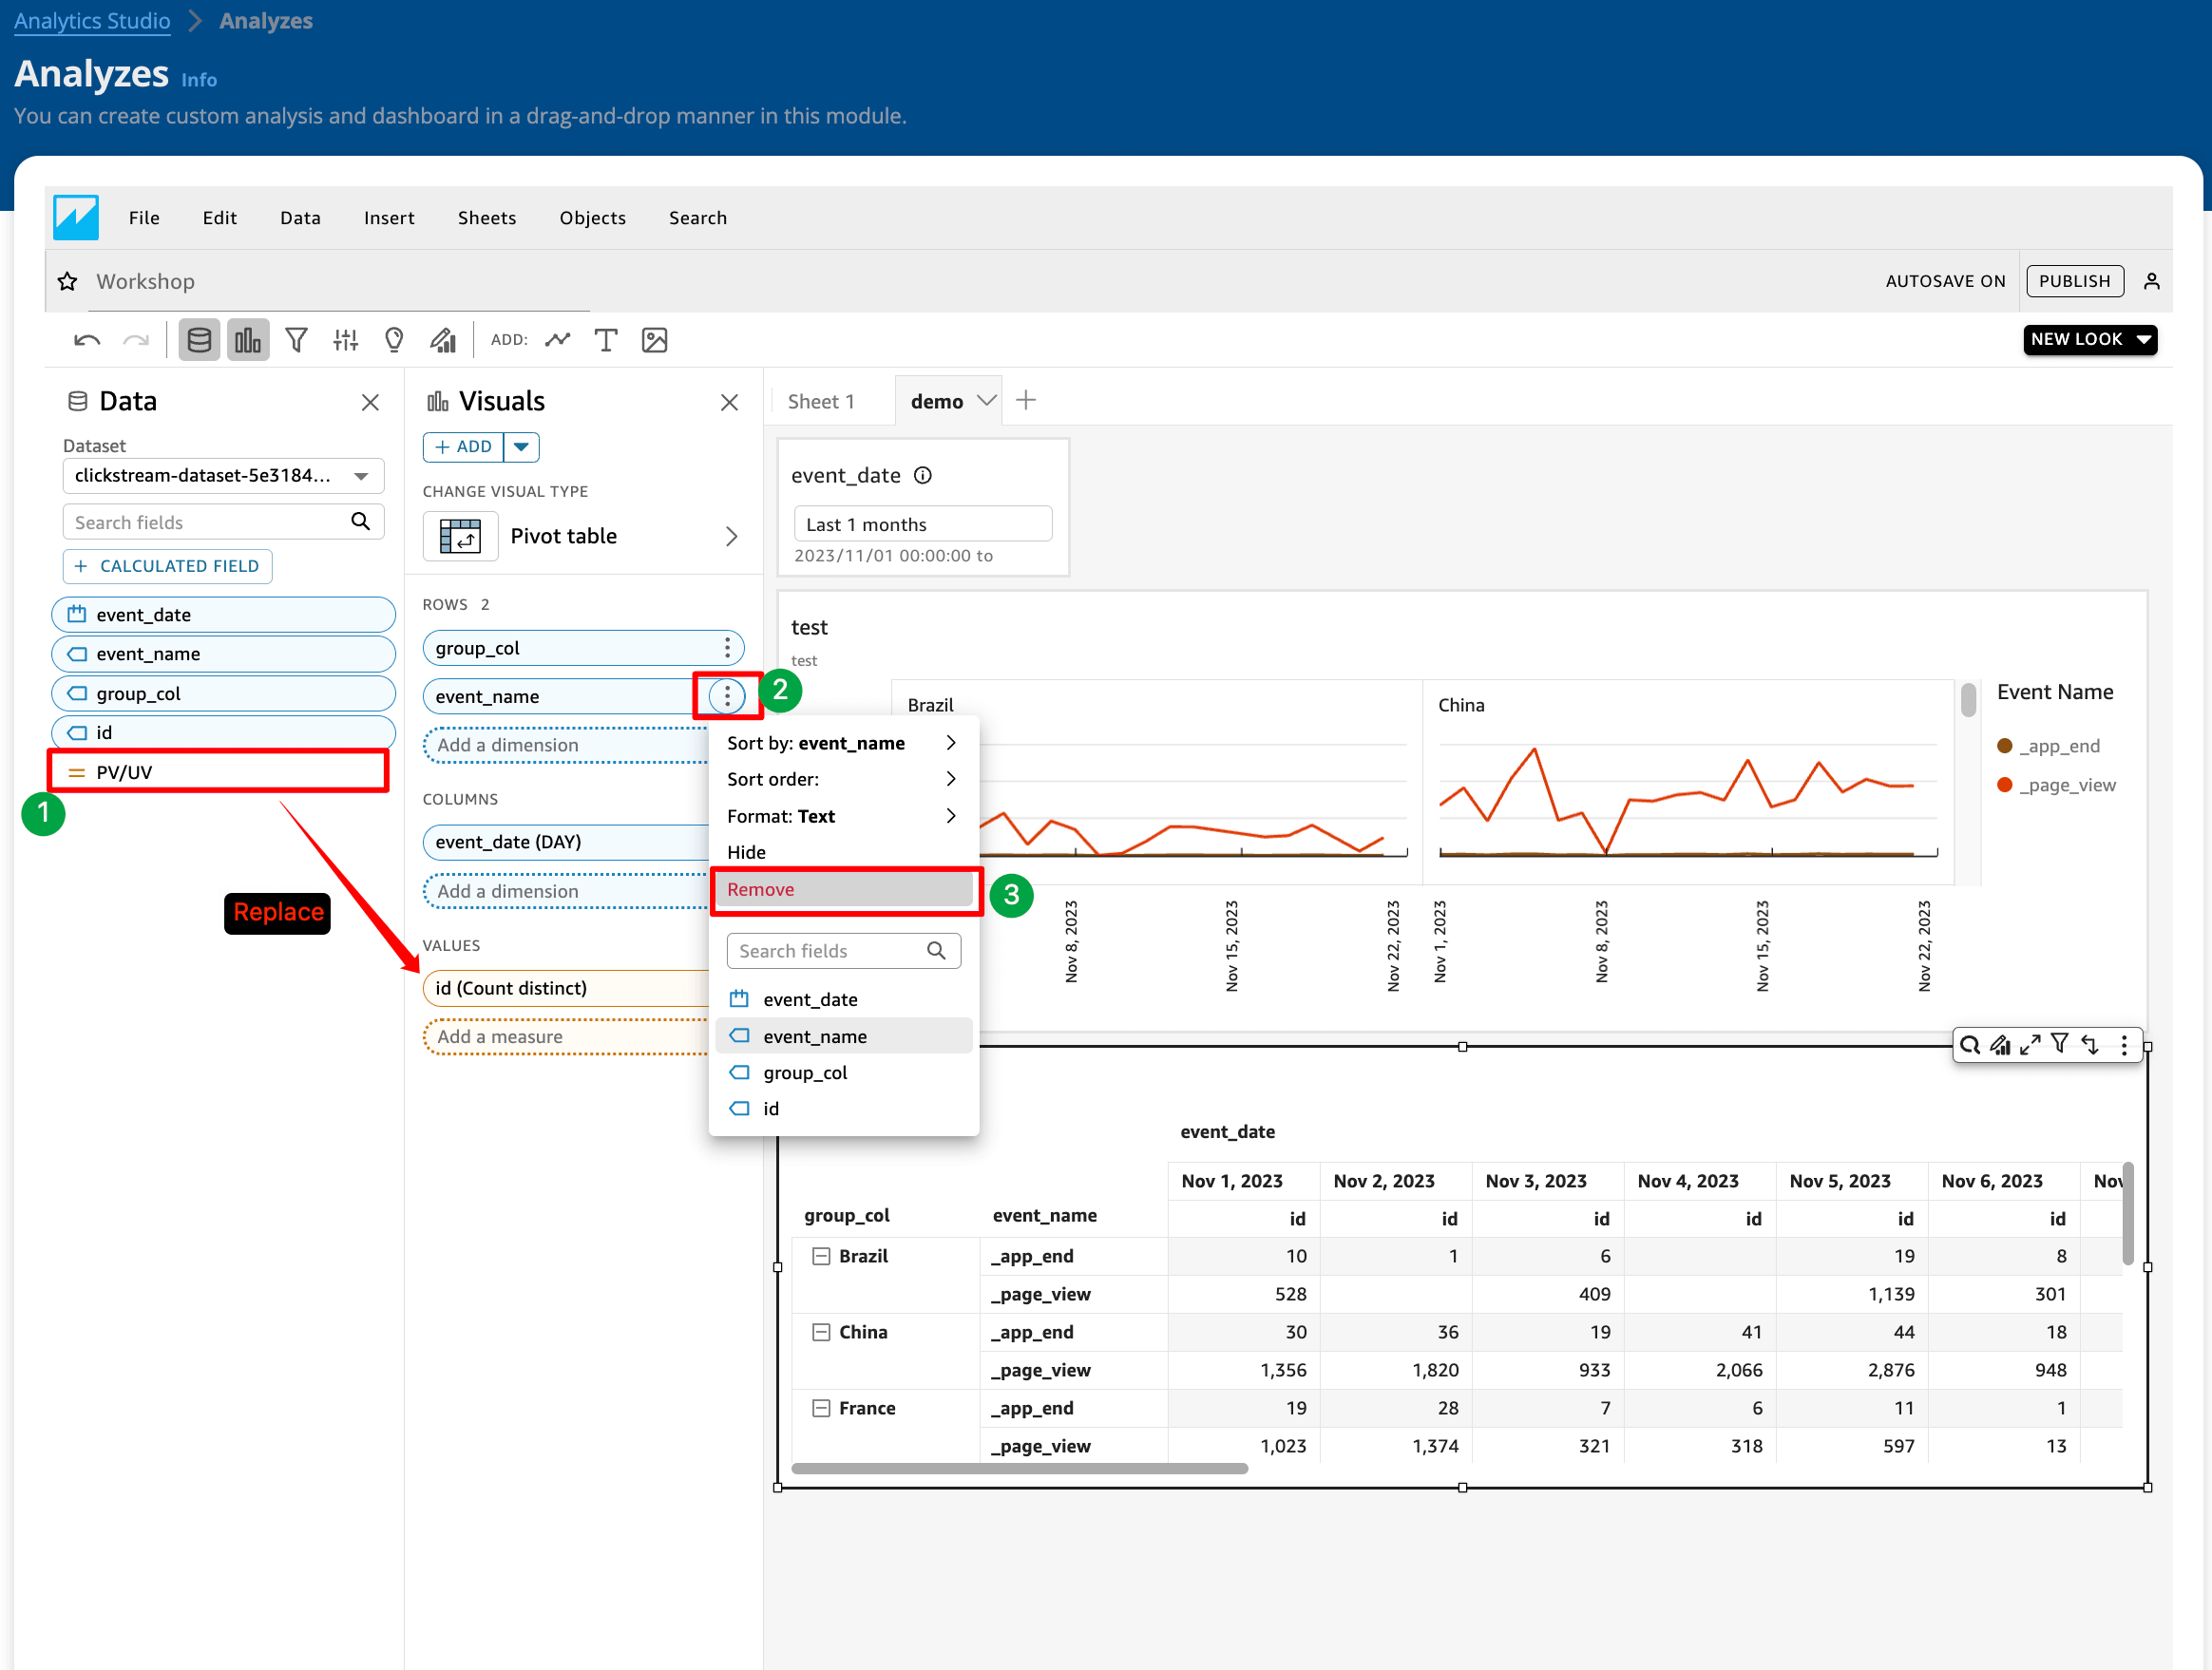 Analytics Studio > Analyzes
Analyzes Info
You can create custom analysis and dashboard in a drag-and-drop manner in this module.
File Edit Data Insert Sheets Objects Search
Workshop
AUTOSAVE ON
PUBLISH
ADD:
NEW LOOK
Data
Dataset
clickstream-dataset-5e3184...
Search fields
+ CALCULATED FIELD
event_date
event_name
group_col
id
PV/UV
1
Replace
Visuals
+ ADD
CHANGE VISUAL TYPE
Pivot table
ROWS 2
group_col
event_name
2
Add a dimension
COLUMNS
event_date (DAY)
Add a dimension
VALUES
id (Count distinct)
Add a measure
Sort by: event_name
Sort order:
Format: Text
Hide
Remove
3
Search fields
event_date
event_name
group_col
id
Sheet 1
demo
event_date
Last 1 months
2023/11/01 00:00:00 to
test
test
Brazil
China
Event Name
_app_end
_page_view
Nov 8, 2023
Nov 15, 2023
Nov 22, 2023
Nov 1, 2023
Nov 8, 2023
Nov 15, 2023
Nov 22, 2023
event_date
Nov 1, 2023 Nov 2, 2023 Nov 3, 2023 Nov 4, 2023 Nov 5, 2023 Nov 6, 2023 Nov
group_col event_name id id id id id id
Brazil _app_end 10 1 6 19 8
_page_view 528 409 1,139 301
China _app_end 30 36 19 41 44 18
_page_view 1,356 1,820 933 2,066 2,876 948
France _app_end 19 28 7 6 11 1
_page_view 1,023 1,374 321 318 597 13